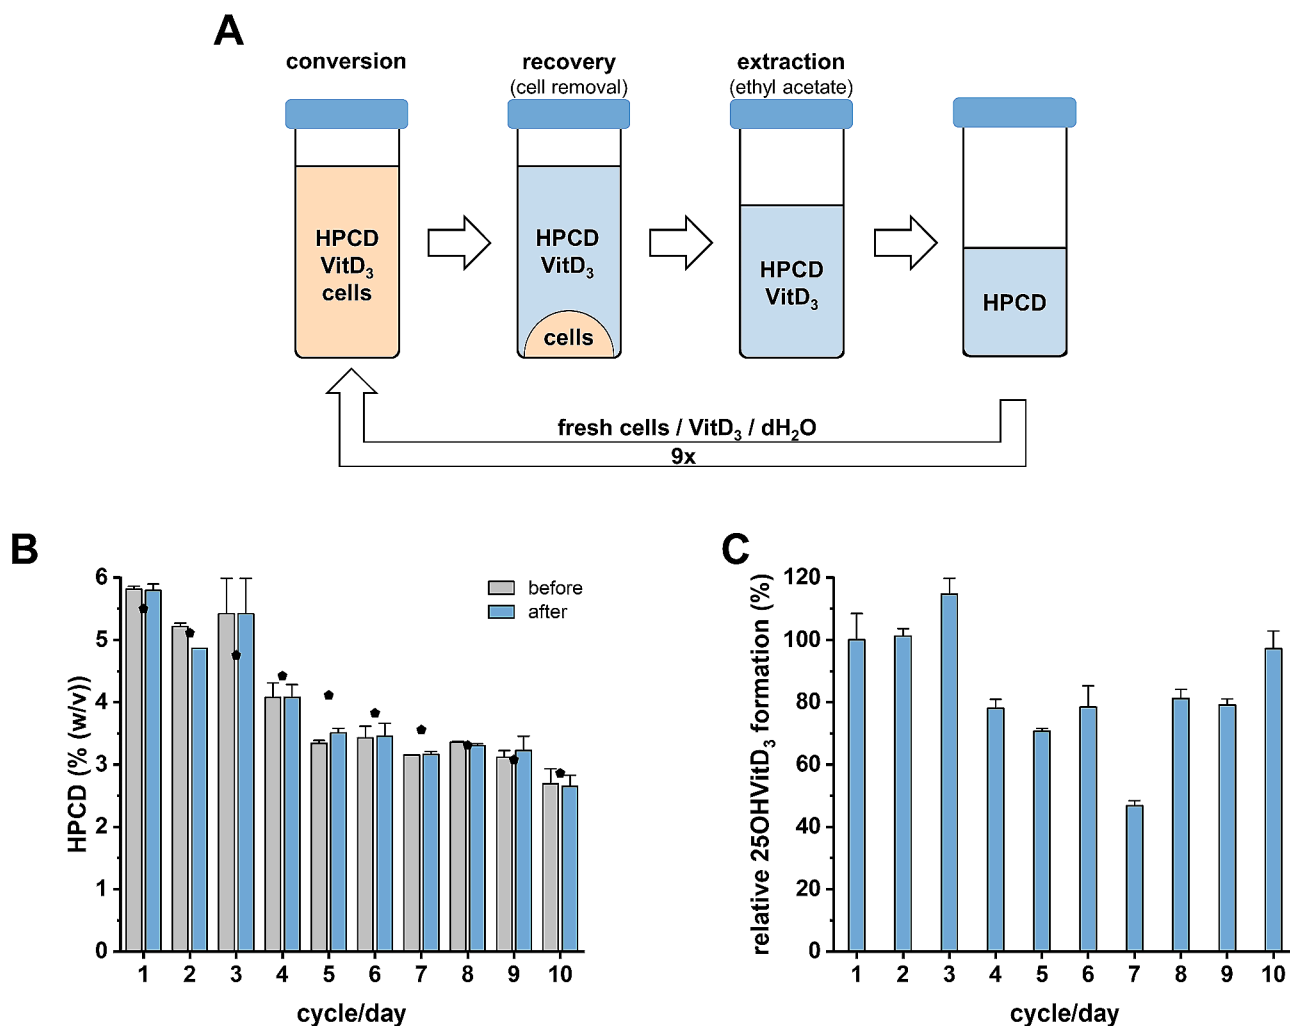 A
conversion
recovery
(cell removal)
extraction
(ethyl acetate)
HPCD
VitD₃
cells
HPCD
VitD₃
cells
HPCD
VitD₃
HPCD
fresh cells / VitD₃ / dH₂O
9x
B
HPCD (% (w/v))
6
5
4
3
2
1
0
before
after
1 2 3 4 5 6 7 8 9 10
cycle/day
C
relative 25OHVitD₃ formation (%)
120
100
80
60
40
20
0
1 2 3 4 5 6 7 8 9 10
cycle/day